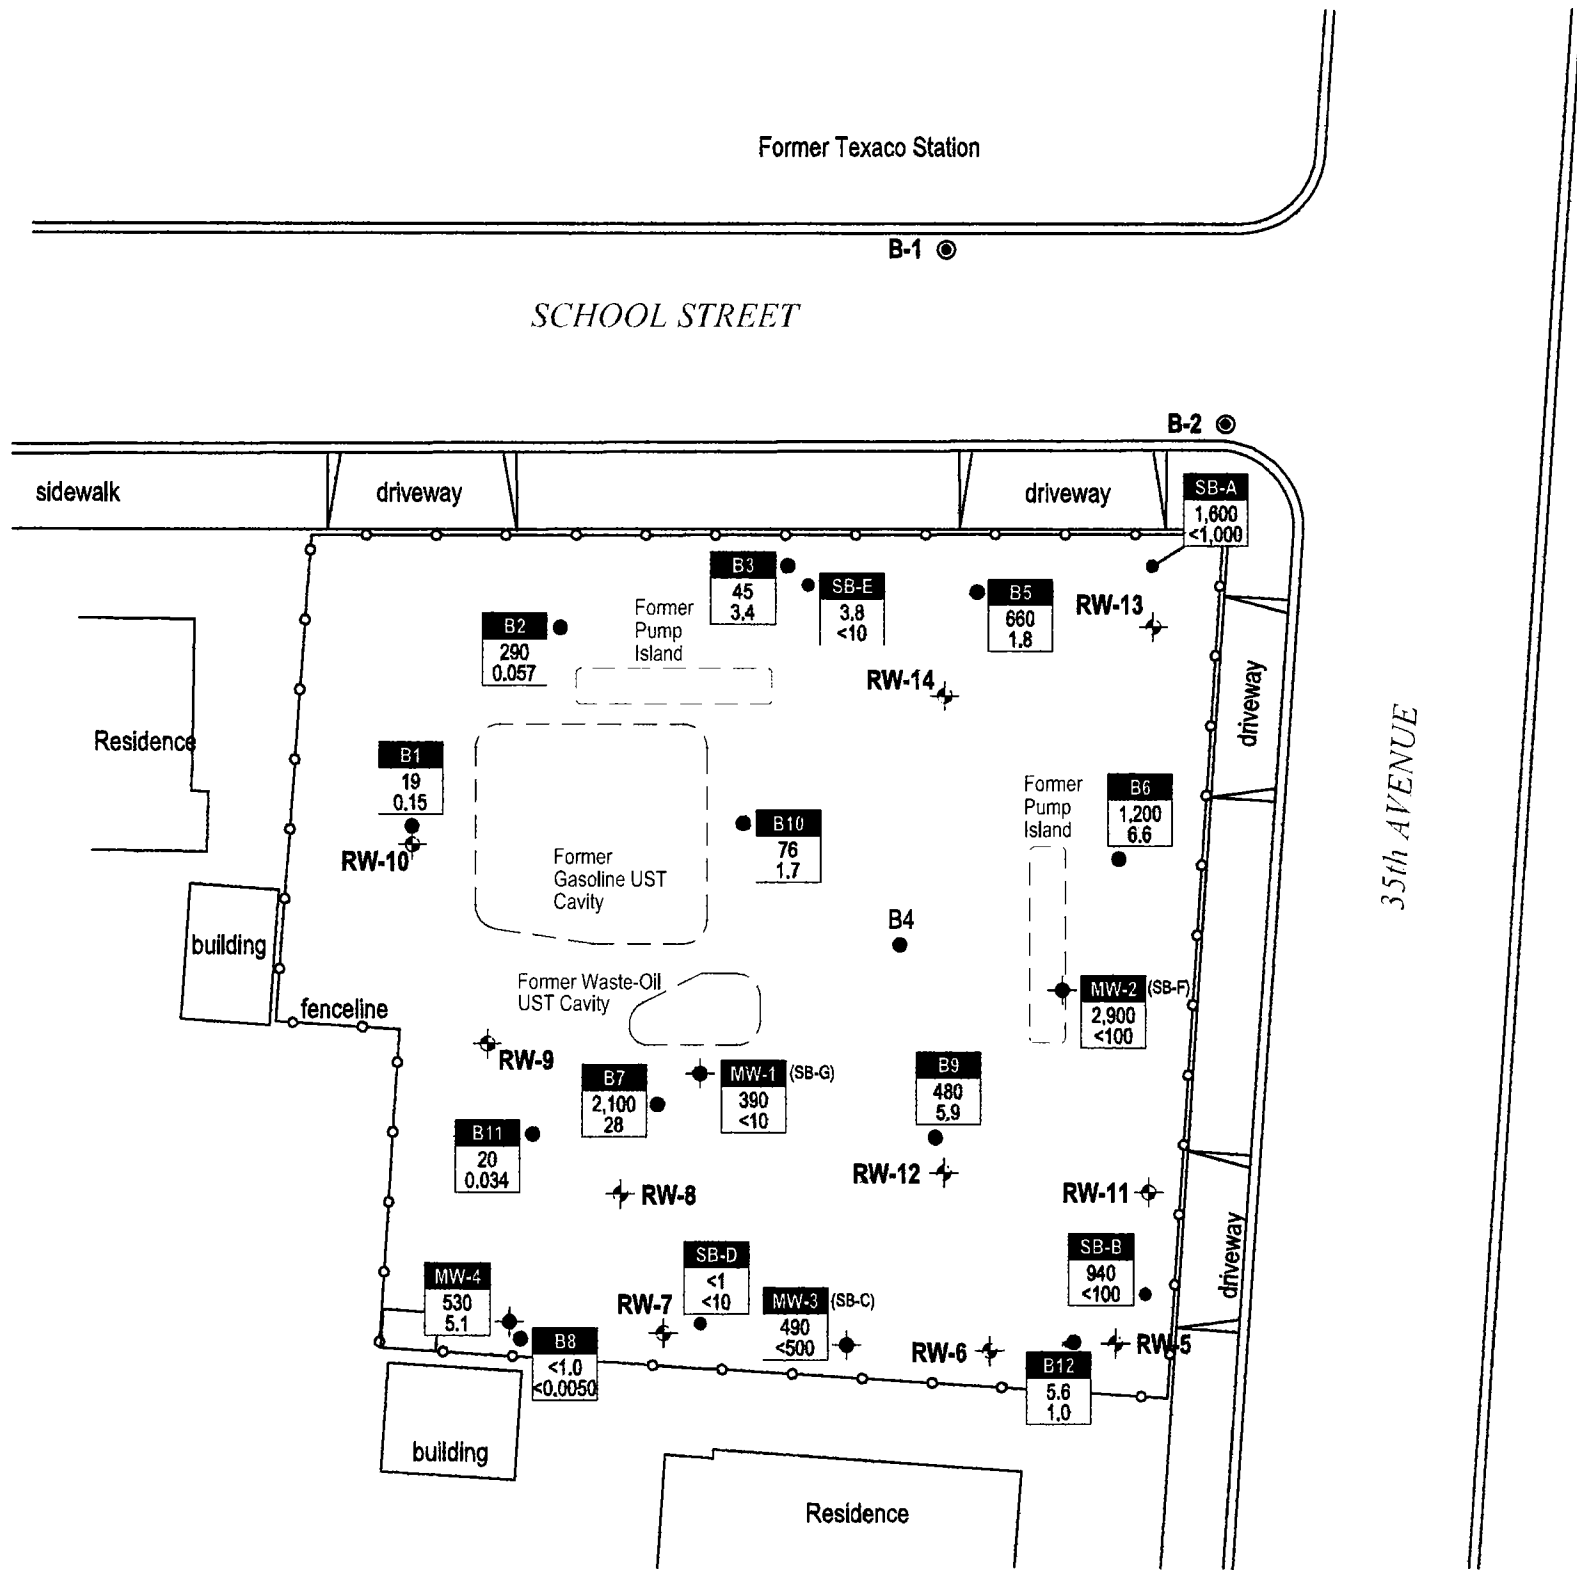 Former Texaco Station
B-1
SCHOOL STREET
B-2
sidewalk
driveway
driveway
SB-A
1,600
<1,000
B3
45
3.4
SB-E
3.8
<10
B5
660
1.8
RW-13
B2
290
0.057
Former
Pump
Island
RW-14
driveway
35th AVENUE
Residence
B1
19
0.15
RW-10
B10
76
1.7
Former
Pump
Island
B6
1,200
6.6
Former
Gasoline UST
Cavity
B4
building
Former Waste-Oil
UST Cavity
MW-2 (SB-F)
2,900
<100
fenceline
RW-9
B7
2,100
28
MW-1 (SB-G)
390
<10
B9
480
5.9
B11
20
0.034
RW-8
RW-12
RW-11
driveway
SB-D
<1
<10
SB-B
940
<100
MW-4
530
5.1
RW-7
MW-3 (SB-C)
490
<500
B8
<1.0
<0.0050
RW-6
RW-5
B12
5.6
1.0
building
Residence